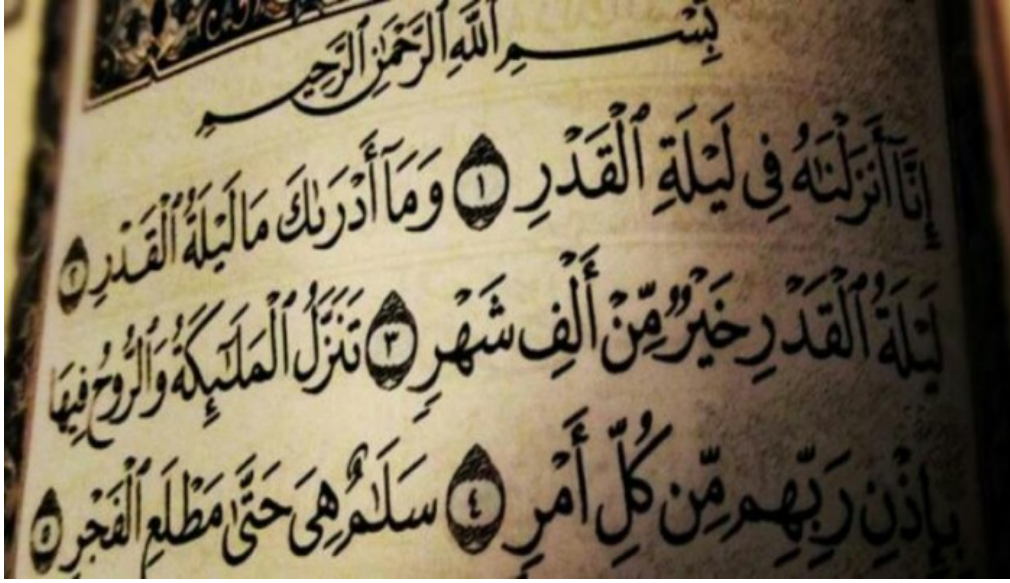 بِسْمِ ٱللَّهِ ٱلرَّحْمَٰنِ ٱلرَّحِيمِ
إِنَّآ أَنزَلْنَٰهُ فِى لَيْلَةِ ٱلْقَدْرِ ١ وَمَآ أَدْرَىٰكَ مَا لَيْلَةُ ٱلْقَدْرِ ٢
لَيْلَةُ ٱلْقَدْرِ خَيْرٌ مِّنْ أَلْفِ شَهْرٍ ٣ تَنَزَّلُ ٱلْمَلَٰٓئِكَةُ وَٱلرُّوحُ فِيهَا
بِإِذْنِ رَبِّهِم مِّن كُلِّ أَمْرٍ ٤ سَلَٰمٌ هِىَ حَتَّىٰ مَطْلَعِ ٱلْفَجْرِ ٥